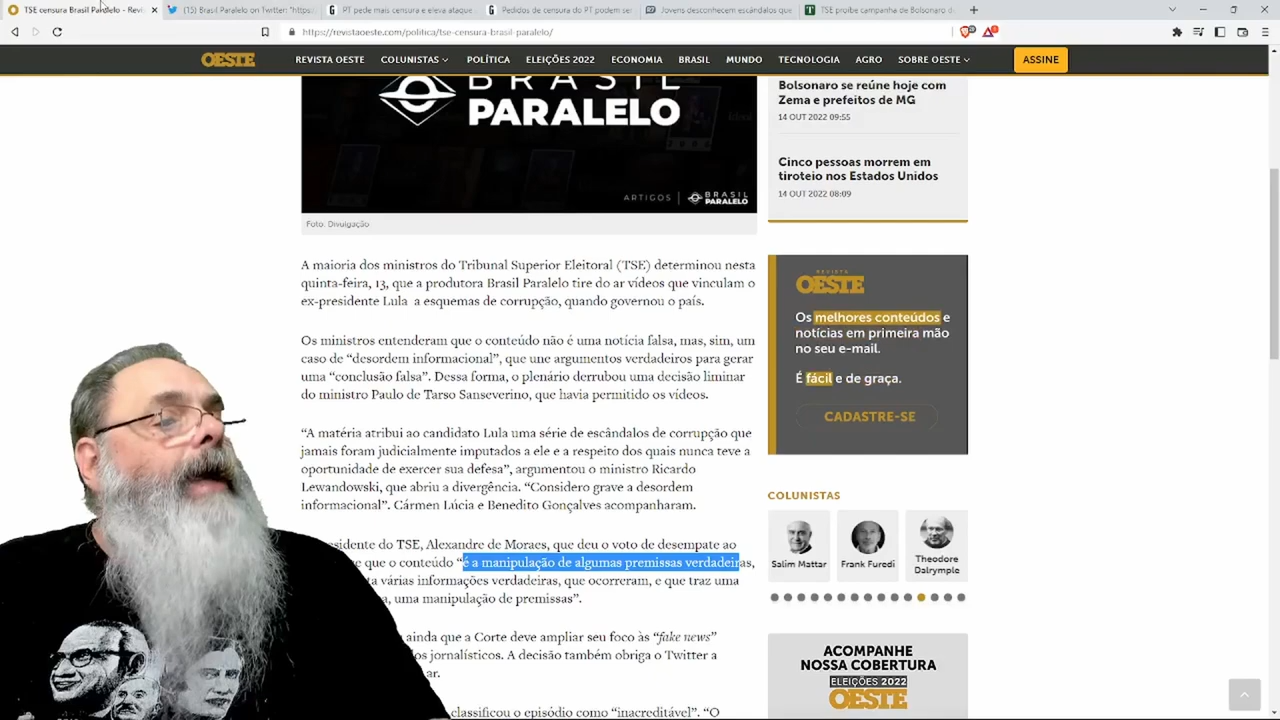 TSE censura Brasil Paralelo - Revi
(15) Brasil Paralelo on Twitter: "https:/
PT pede mais censura e eleva ataque
Pedidos de censura do PT podem ser
Jovens desconhecem escândalos que
TSE proíbe campanha de Bolsonaro d
https://revistaoeste.com/politica/tse-censura-brasil-paralelo/
OESTE
REVISTA OESTE
COLUNISTAS
POLÍTICA
ELEIÇÕES 2022
ECONOMIA
BRASIL
MUNDO
TECNOLOGIA
AGRO
SOBRE OESTE
ASSINE
BRASIL
PARALELO
ARTIGOS | BRASIL
PARALELO
Foto: Divulgação
A maioria dos ministros do Tribunal Superior Eleitoral (TSE) determinou nesta
quinta-feira, 13, que a produtora Brasil Paralelo tire do ar vídeos que vinculam o
ex-presidente Lula a esquemas de corrupção, quando governou o país.
Os ministros entenderam que o conteúdo não é uma notícia falsa, mas, sim, um
caso de “desordem informacional”, que une argumentos verdadeiros para gerar
uma “conclusão falsa”. Dessa forma, o plenário derrubou uma decisão liminar
do ministro Paulo de Tarso Sanseverino, que havia permitido os vídeos.
“A matéria atribui ao candidato Lula uma série de escândalos de corrupção que
jamais foram judicialmente imputados a ele e a respeito dos quais nunca teve a
oportunidade de exercer sua defesa”, argumentou o ministro Ricardo
Lewandowski, que abriu a divergência. “Considero grave a desordem
informacional”. Cármen Lúcia e Benedito Gonçalves acompanharam.
sidente do TSE, Alexandre de Moraes, que deu o voto de desempate ao
e que o conteúdo “é a manipulação de algumas premissas verdadeiras,
ta várias informações verdadeiras, que ocorreram, e que traz uma
a, uma manipulação de premissas”.
ainda que a Corte deve ampliar seu foco às “fake news”
os jornalísticos. A decisão também obriga o Twitter a
ar.
classificou o episódio como “inacreditável”. “O
Bolsonaro se reúne hoje com
Zema e prefeitos de MG
14 OUT 2022 09:55
Cinco pessoas morrem em
tiroteio nos Estados Unidos
14 OUT 2022 08:09
REVISTA
OESTE
Os melhores conteúdos e
notícias em primeira mão
no seu e-mail.
É fácil e de graça.
CADASTRE-SE
COLUNISTAS
Salim Mattar
Frank Furedi
Theodore
Dalrymple
ACOMPANHE
NOSSA COBERTURA
ELEIÇÕES 2022
OESTE